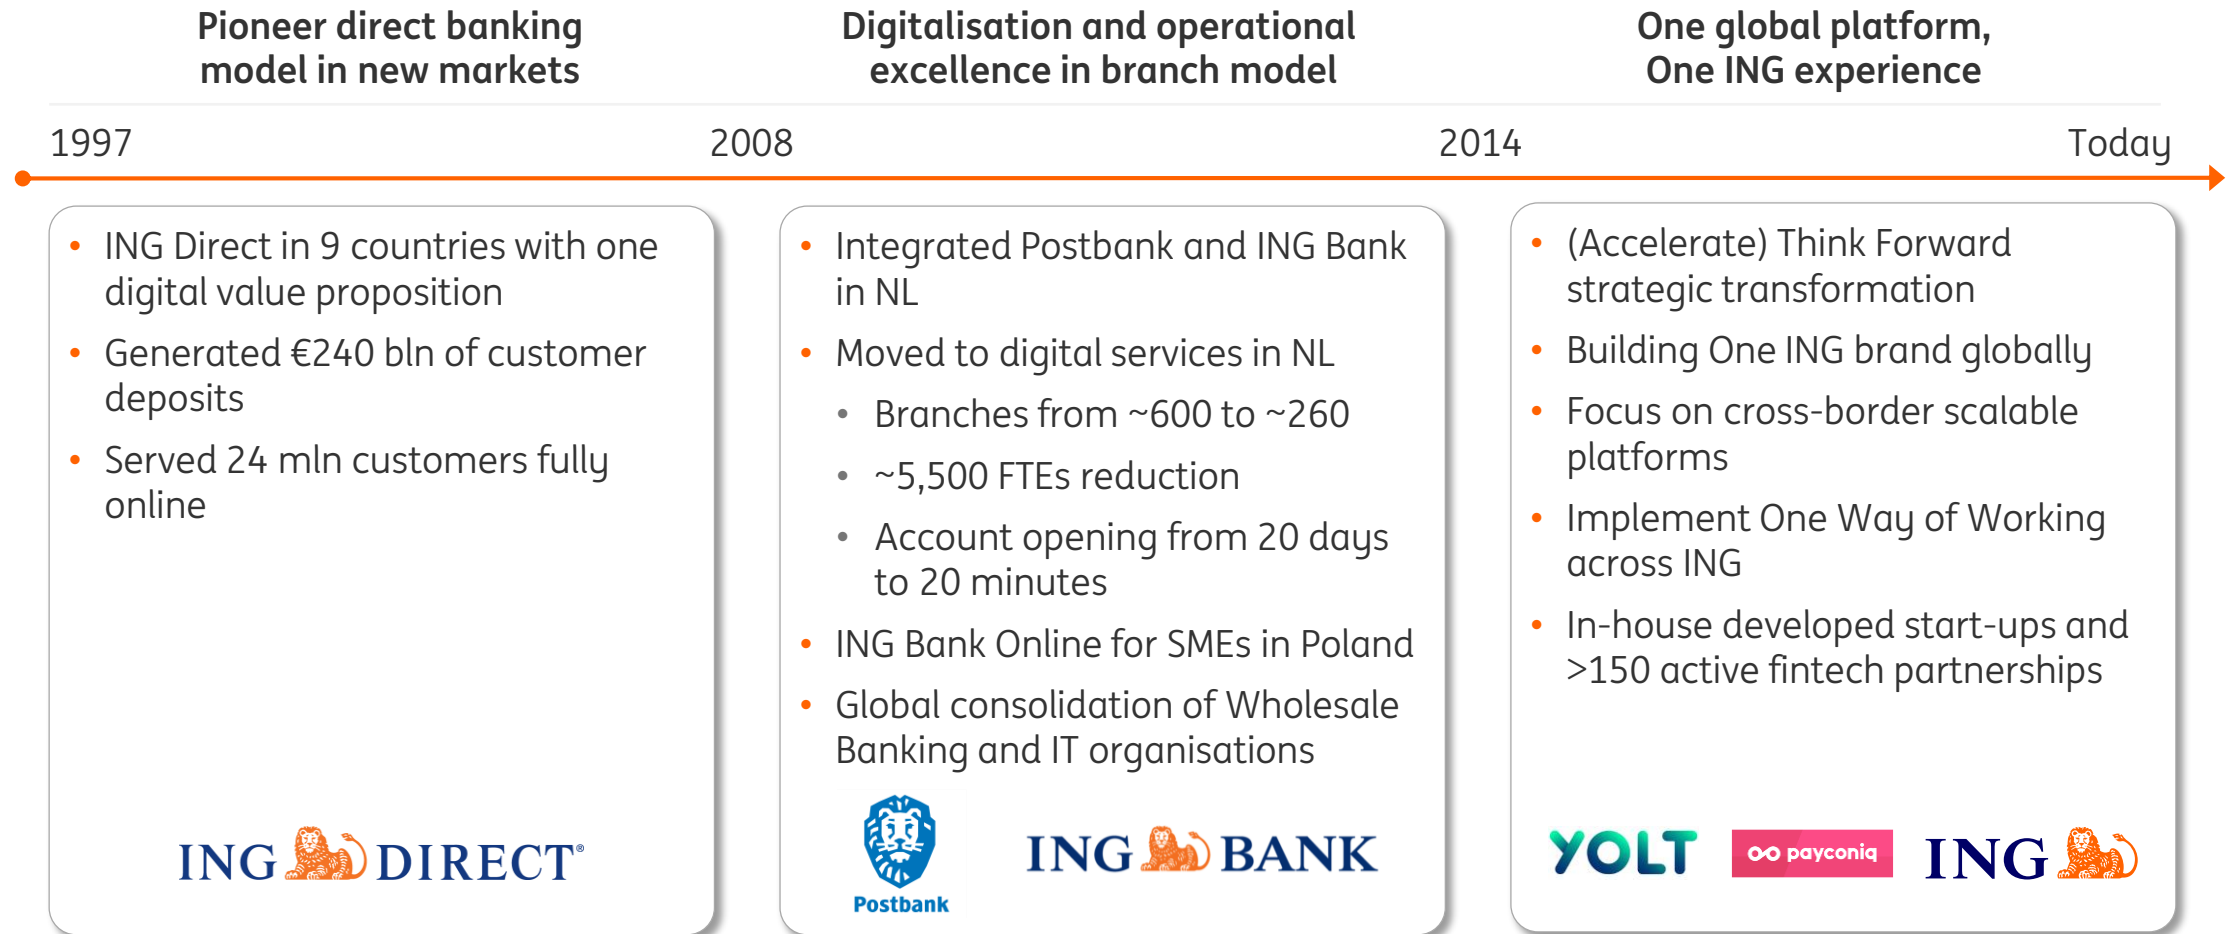 Pioneer direct banking
model in new markets
Digitalisation and operational
excellence in branch model
One global platform,
One ING experience
1997
2008
2014
Today
• ING Direct in 9 countries with one
digital value proposition
• Generated €240 bln of customer
deposits
• Served 24 mln customers fully
online
ING DIRECT®
• Integrated Postbank and ING Bank
in NL
• Moved to digital services in NL
• Branches from ~600 to ~260
• ~5,500 FTEs reduction
• Account opening from 20 days
to 20 minutes
• ING Bank Online for SMEs in Poland
• Global consolidation of Wholesale
Banking and IT organisations
Postbank
ING BANK
• (Accelerate) Think Forward
strategic transformation
• Building One ING brand globally
• Focus on cross-border scalable
platforms
• Implement One Way of Working
across ING
• In-house developed start-ups and
>150 active fintech partnerships
YOLT
payconiq
ING